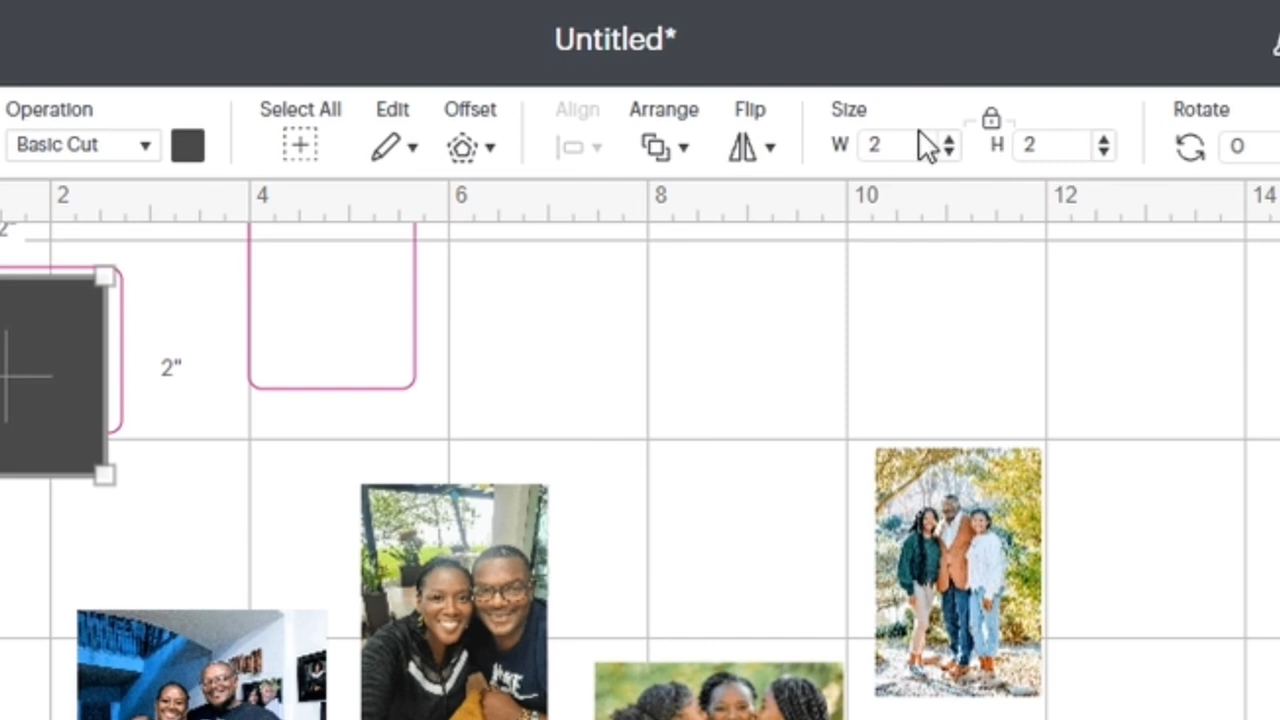 Untitled*
Operation
Select All
Edit
Offset
Align
Arrange
Flip
Size
Rotate
Basic Cut
W 2
H 2
0
2 4 6 8 10 12 14
2"
2"